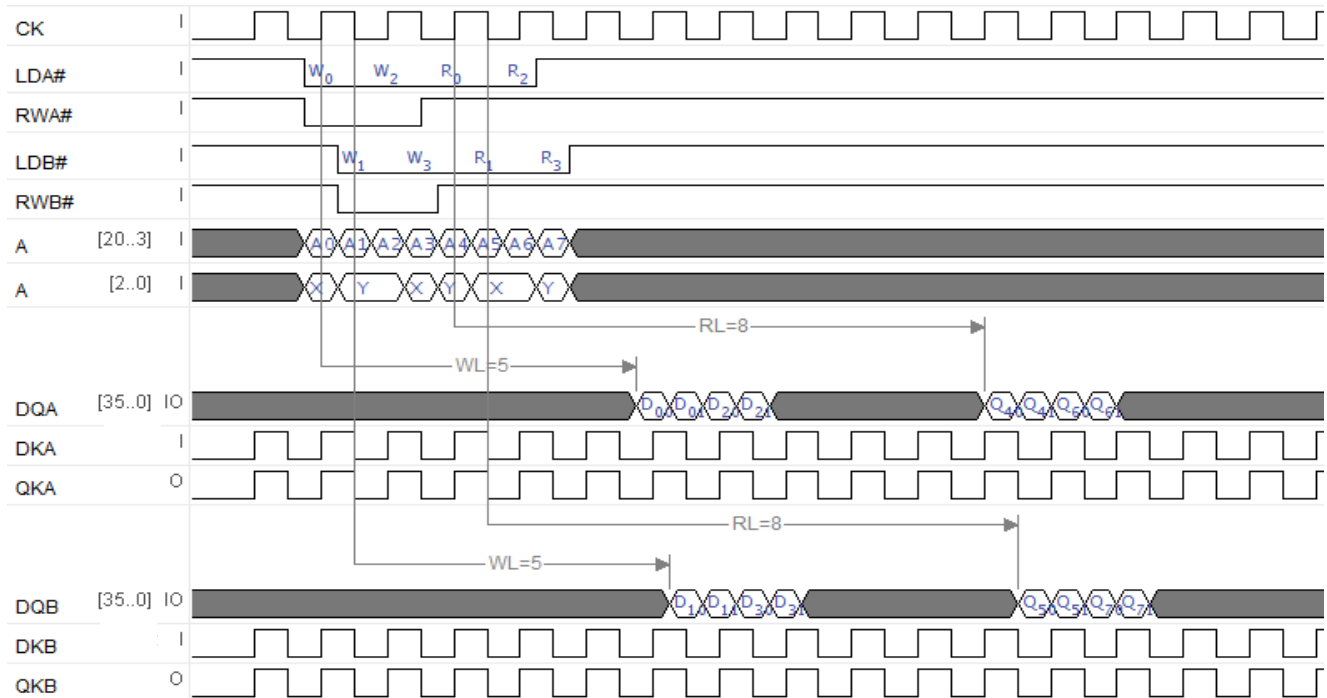 CK I
LDA# I W0 W2 R0 R2
RWA# I
LDB# I W1 W3 R1 R3
RWB# I
A [20..3] I A0 A1 A2 A3 A4 A5 A6 A7
A [2..0] I X Y X Y X Y
RL=8
WL=5
DQA [35..0] IO D00 D01 D20 D21 Q40 Q41 Q60 Q61
DKA I
QKA O
RL=8
WL=5
DQB [35..0] IO D10 D11 D30 D31 Q50 Q51 Q70 Q71
DKB I
QKB O